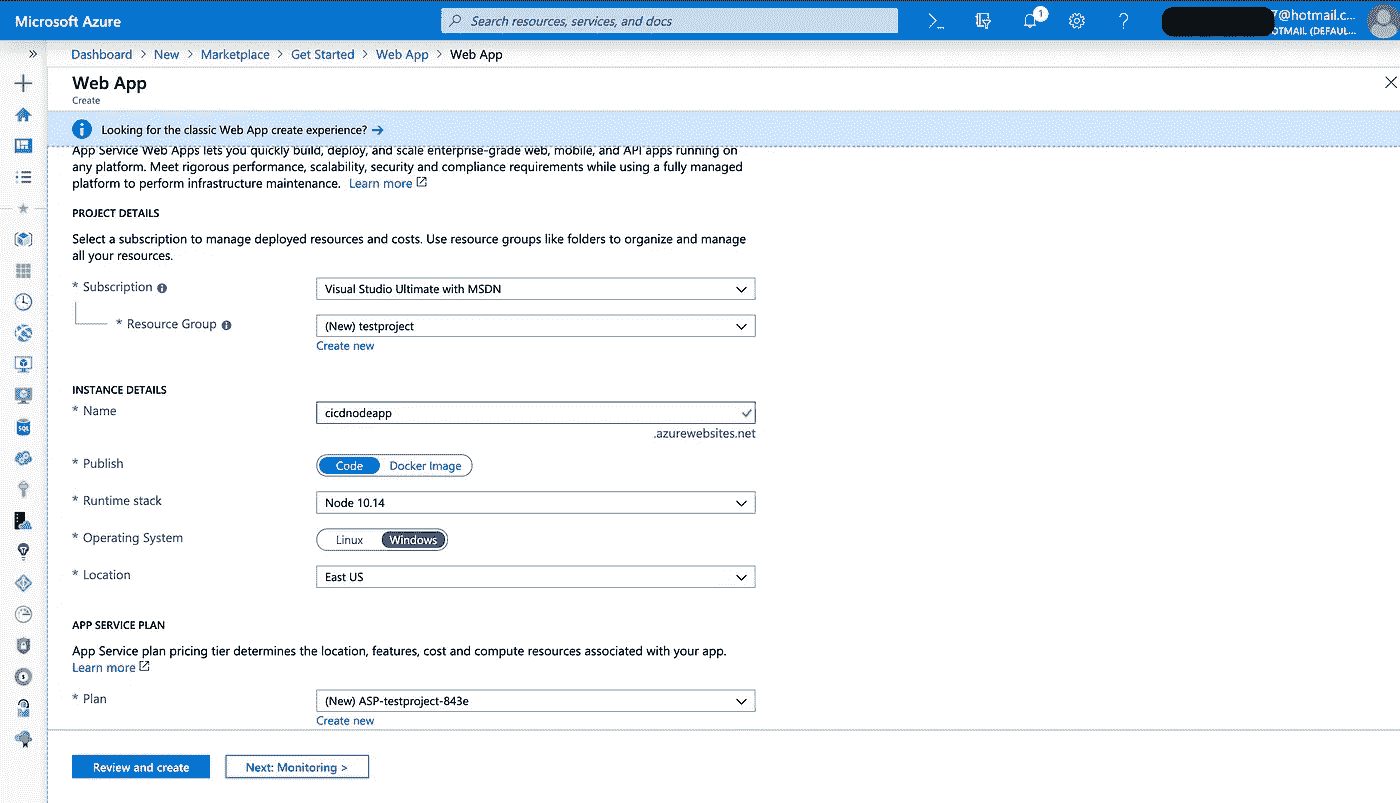 Microsoft Azure
Search resources, services, and docs
1
7@hotmail.c...
OTMAIL (DEFAUL...
Dashboard > New > Marketplace > Get Started > Web App > Web App
Web App
Create
Looking for the classic Web App create experience? →
App Service Web Apps lets you quickly build, deploy, and scale enterprise-grade web, mobile, and API apps running on
any platform. Meet rigorous performance, scalability, security and compliance requirements while using a fully managed
platform to perform infrastructure maintenance. Learn more
PROJECT DETAILS
Select a subscription to manage deployed resources and costs. Use resource groups like folders to organize and manage
all your resources.
* Subscription
Visual Studio Ultimate with MSDN
* Resource Group
(New) testproject
Create new
INSTANCE DETAILS
* Name
cicdnodeapp
.azurewebsites.net
* Publish
Code Docker Image
* Runtime stack
Node 10.14
* Operating System
Linux Windows
* Location
East US
APP SERVICE PLAN
App Service plan pricing tier determines the location, features, cost and compute resources associated with your app.
Learn more
* Plan
(New) ASP-testproject-843e
Create new
Review and create
Next: Monitoring >